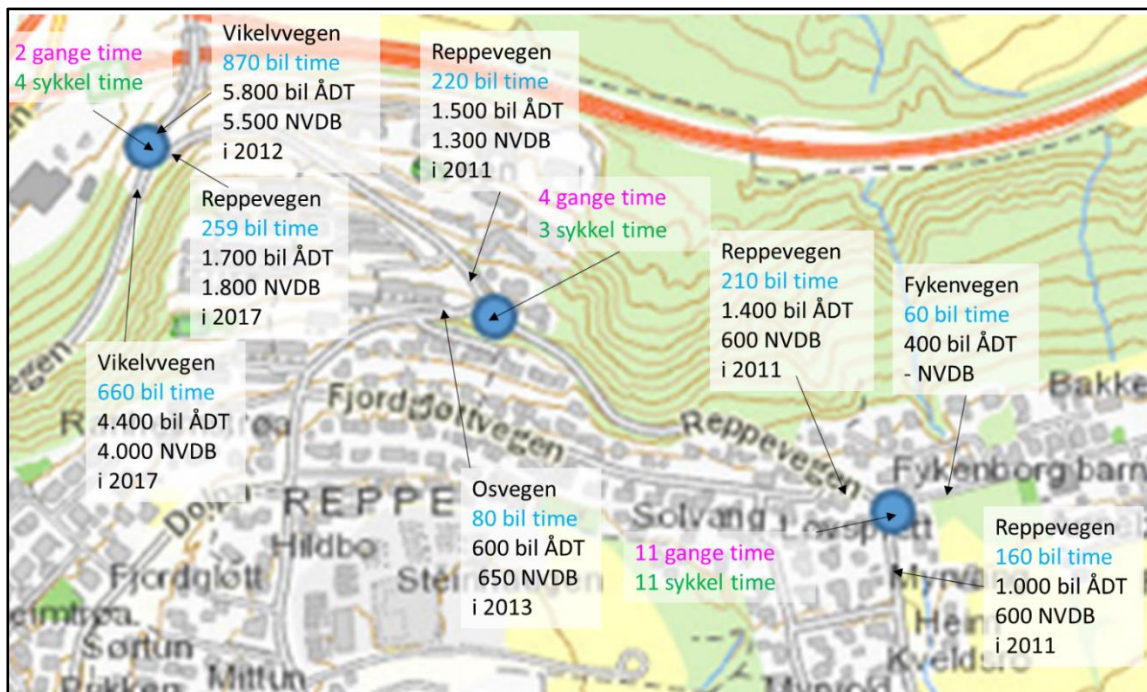 2 gange time
4 sykkel time
Vikelvvegen
870 bil time
5.800 bil ÅDT
5.500 NVDB
i 2012
Reppevegen
220 bil time
1.500 bil ÅDT
1.300 NVDB
i 2011
4 gange time
3 sykkel time
Reppevegen
259 bil time
1.700 bil ÅDT
1.800 NVDB
i 2017
Reppevegen
210 bil time
1.400 bil ÅDT
600 NVDB
i 2011
Fykenvegen
60 bil time
400 bil ÅDT
- NVDB
Vikelvvegen
660 bil time
4.400 bil ÅDT
4.000 NVDB
i 2017
Fjordgløttvegen
Reppevegen
Bakke
Fykenborg barn
REPPE
Hildbo
Fjordgløtt
Sørtun
Mittun
Osvegen
80 bil time
600 bil ÅDT
650 NVDB
i 2013
Solvang
11 gange time
11 sykkel time
Reppevegen
160 bil time
1.000 bil ÅDT
600 NVDB
i 2011